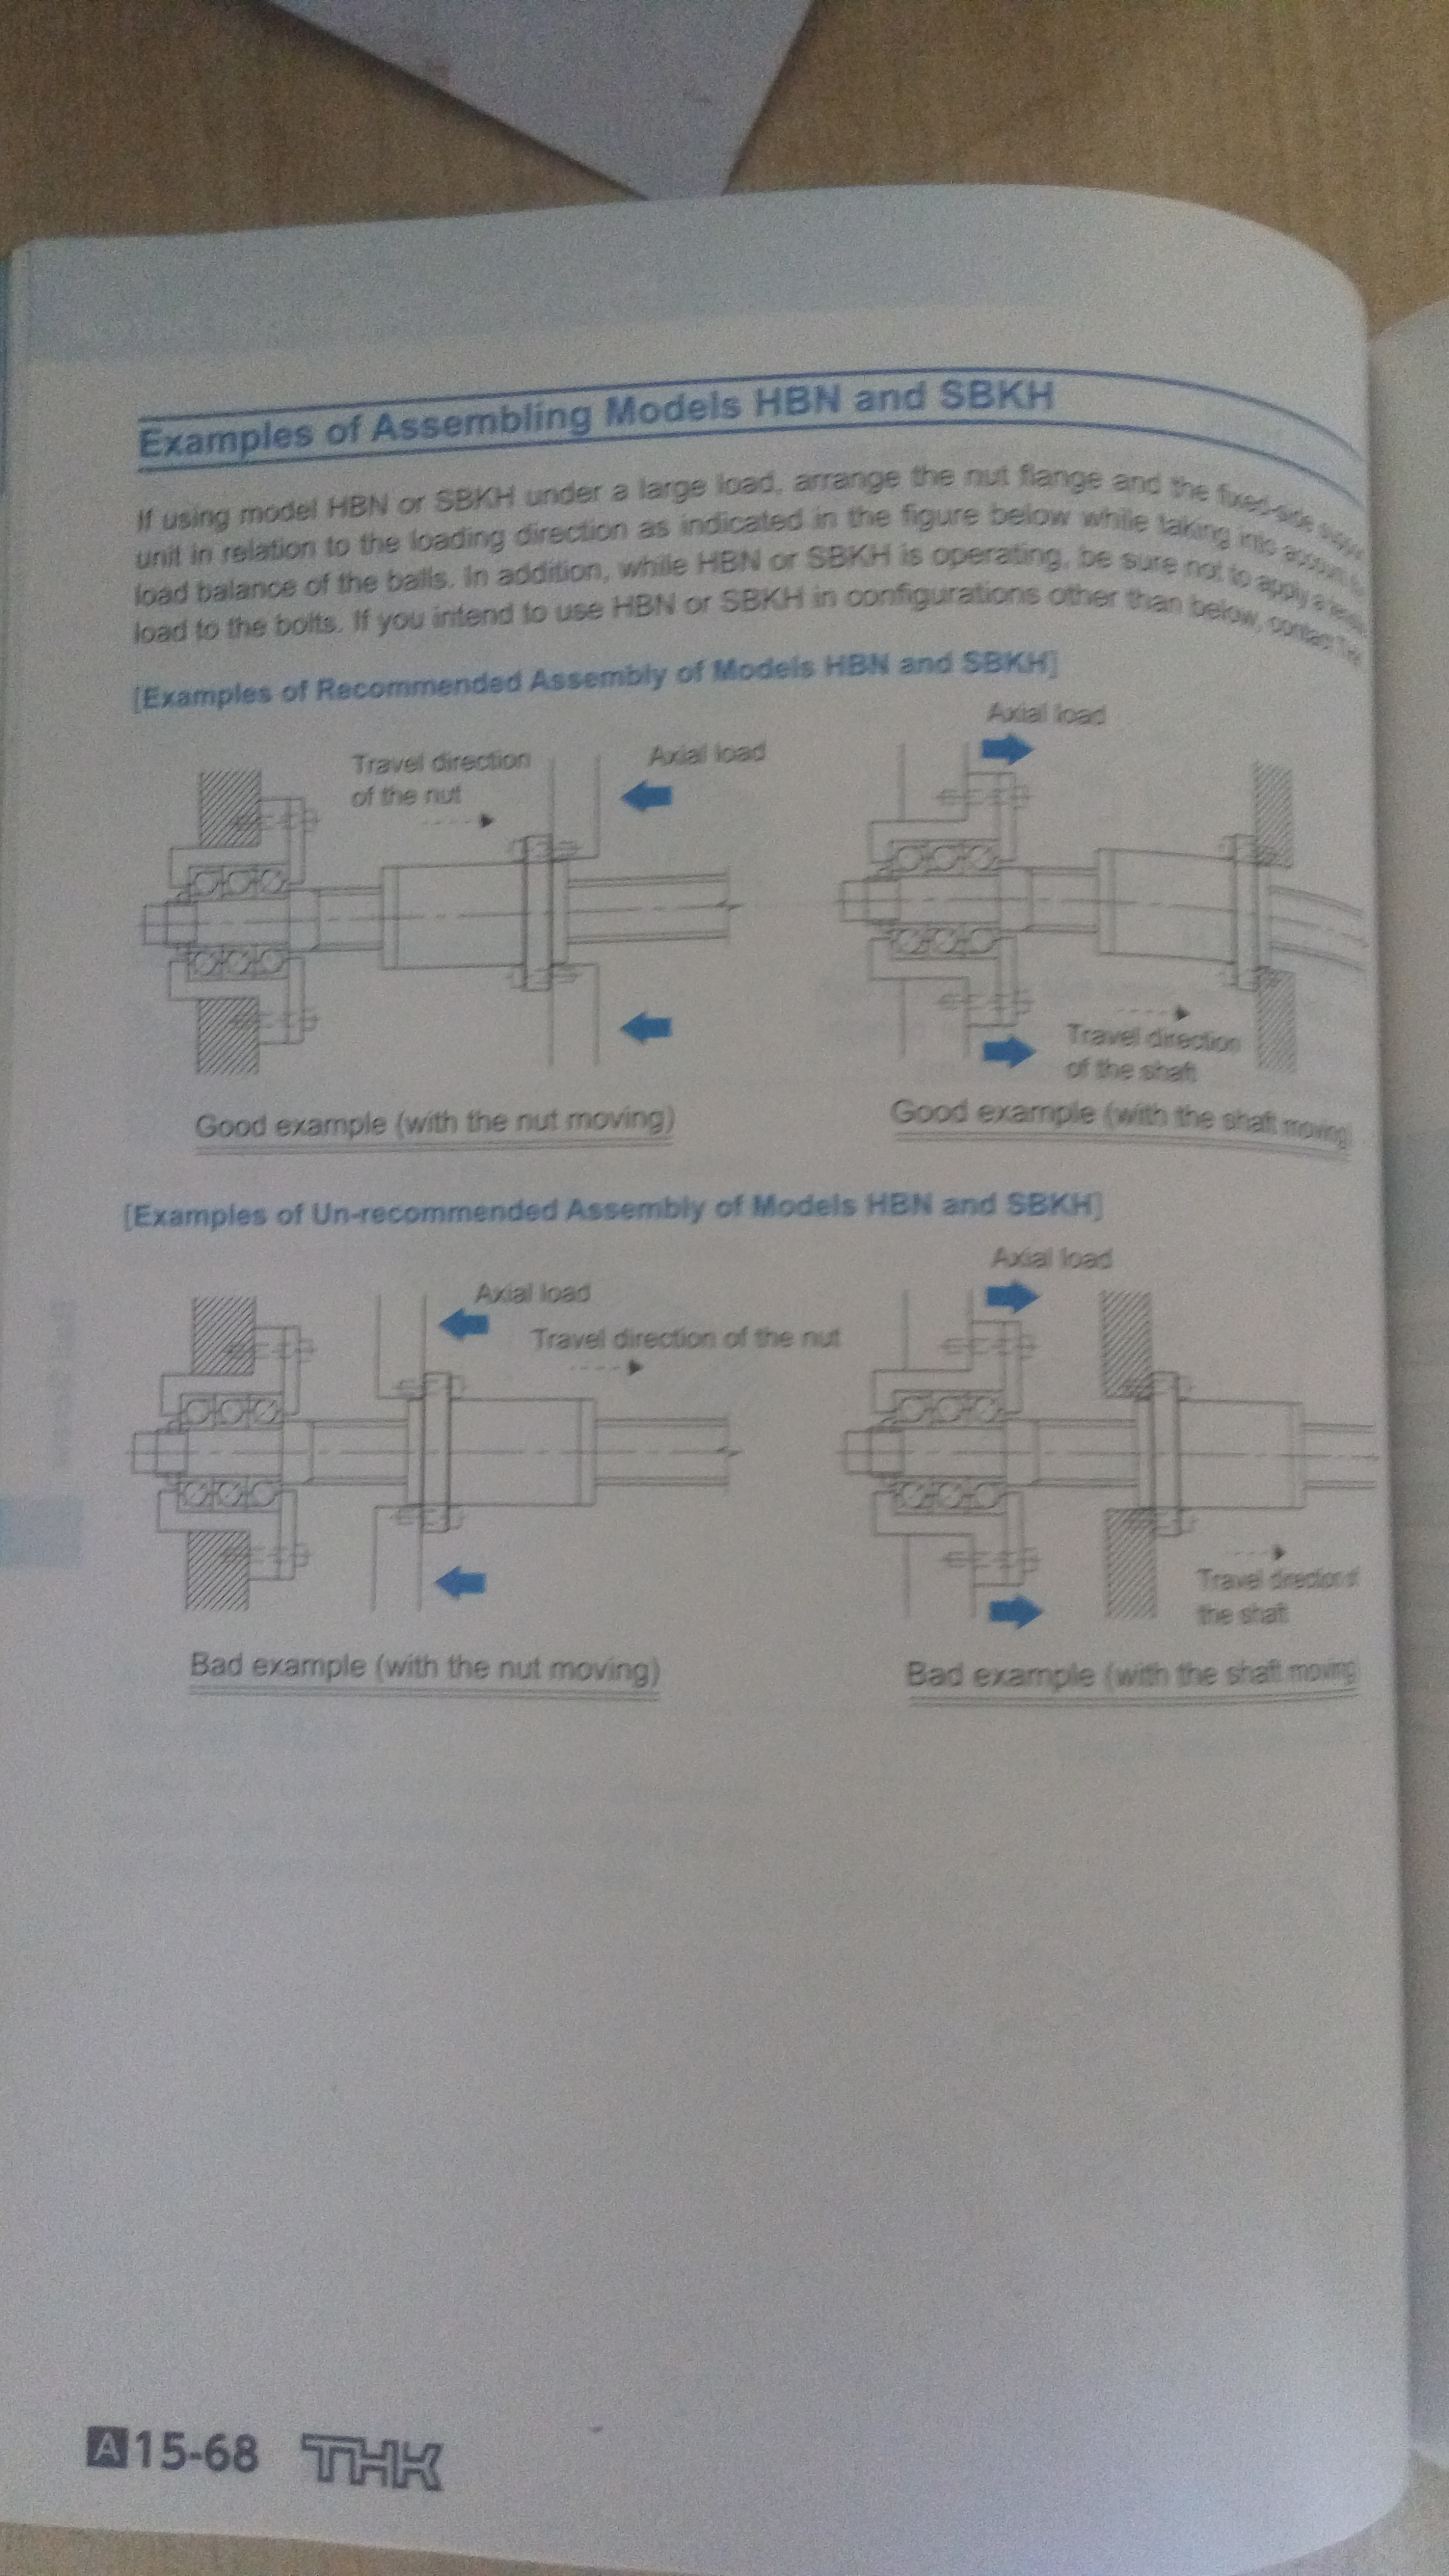 Examples of Assembling Models HBN and SBKH
If using model HBN or SBKH under a large load, arrange the nut flange and the fixed-side
unit in relation to the loading direction as indicated in the figure below while taking into account
load balance of the balls. In addition, while HBN or SBKH is operating, be sure not to apply a
load to the bolts. If you intend to use HBN or SBKH in configurations other than below, contact
[Examples of Recommended Assembly of Models HBN and SBKH]
Axial load
Travel direction
of the nut
Axial load
Travel direction
of the shaft
Good example (with the nut moving)
Good example (with the shaft moving
[Examples of Un-recommended Assembly of Models HBN and SBKH]
Axial load
Axial load
Travel direction of the nut
Travel direction of
the shaft
Bad example (with the nut moving)
Bad example (with the shaft moving
A15-68 THK